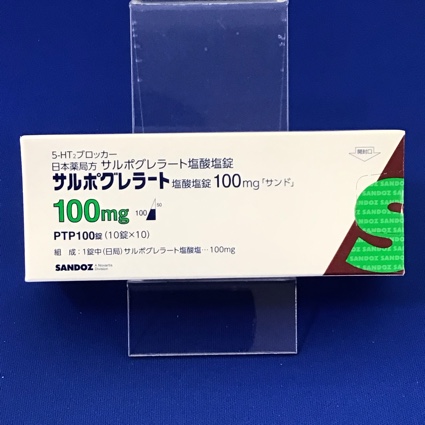 5-HT₂ブロッカー
日本薬局方 サルポグレラート塩酸塩錠
サルポグレラート塩酸塩錠100mg「サンド」
100mg 100
PTP100錠(10錠×10)
組 成:1錠中(日局)サルポグレラート塩酸塩…100mg
SANDOZ A Novartis
開封口
SANDOZ SANDOZ SANDOZ